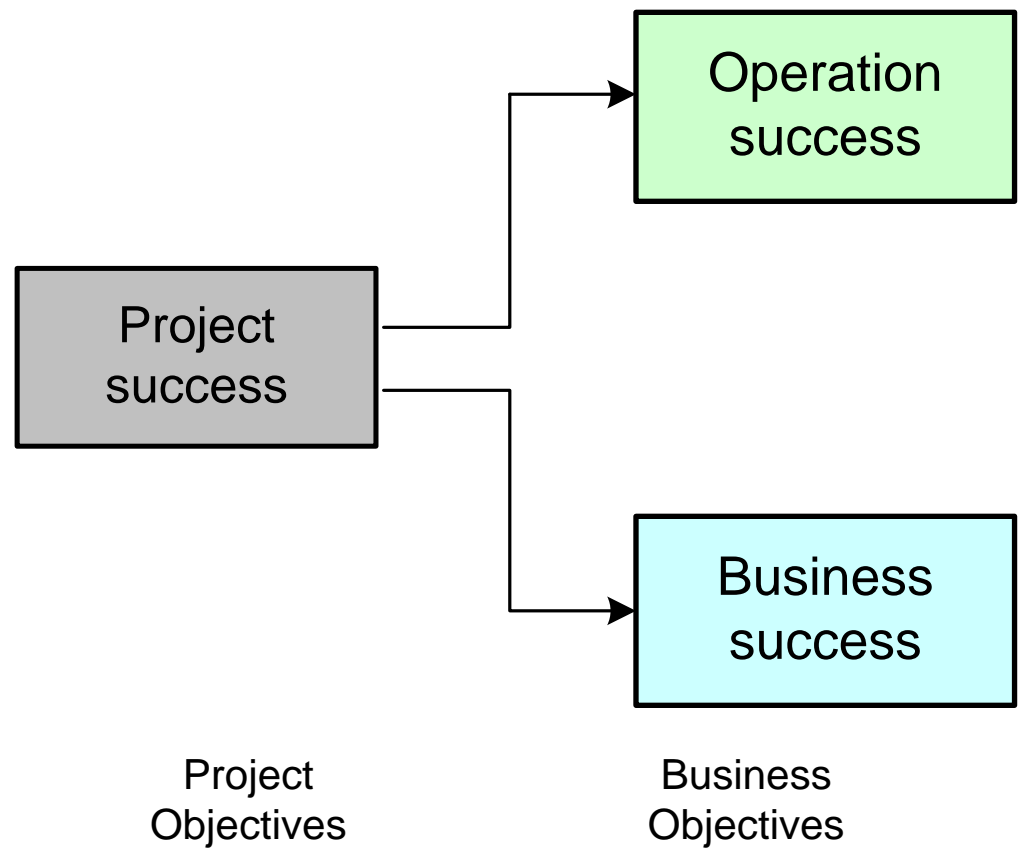 Operation
success
Project
success
Business
success
Project
Objectives
Business
Objectives